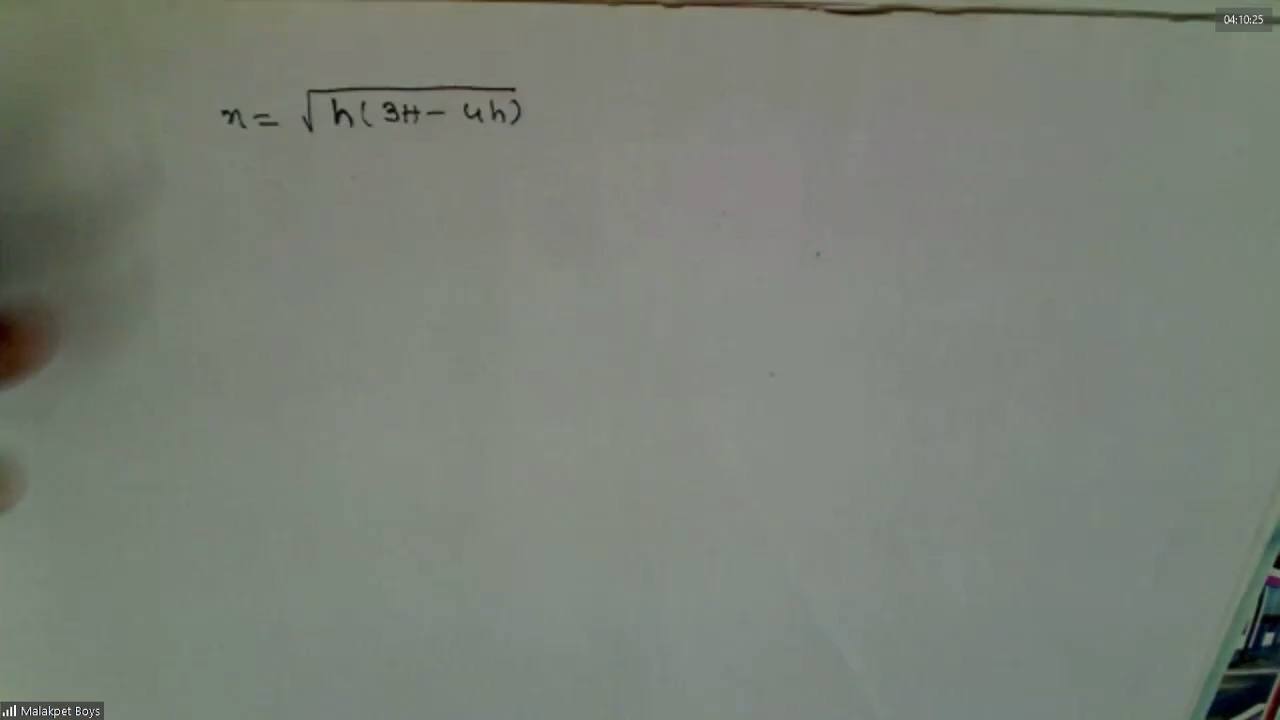 04:10:25
x = √h(3H - 4h)
Malakpet Boys